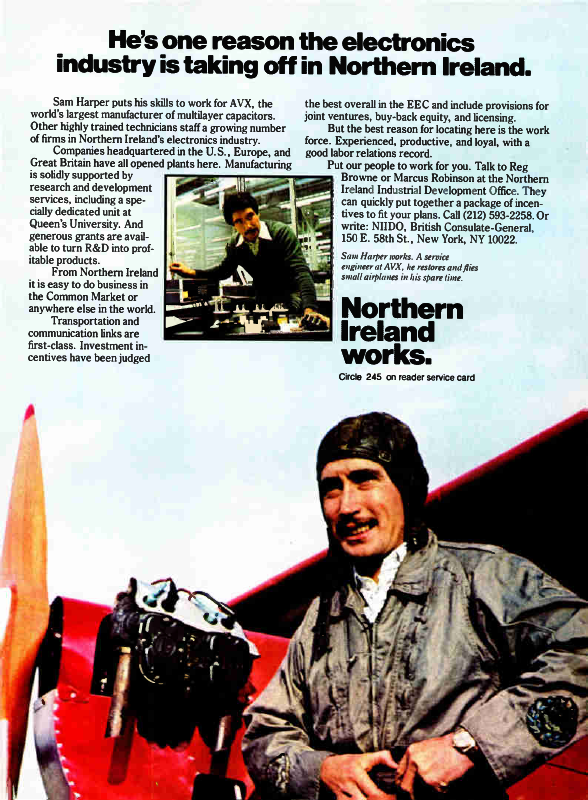 He's one reason the electronics
industry is taking off in Northern Ireland.
Sam Harper puts his skills to work for AVX, the
world's largest manufacturer of multilayer capacitors.
Other highly trained technicians staff a growing number
of firms in Northern Ireland's electronics industry.
Companies headquartered in the U.S., Europe, and
Great Britain have all opened plants here. Manufacturing
is solidly supported by
research and development
services, including a spe-
cially dedicated unit at
Queen's University. And
generous grants are avail-
able to turn R&D into prof-
itable products.
From Northern Ireland
it is easy to do business in
the Common Market or
anywhere else in the world.
Transportation and
communication links are
first-class. Investment in-
centives have been judged
the best overall in the EEC and include provisions for
joint ventures, buy-back equity, and licensing.
But the best reason for locating here is the work
force. Experienced, productive, and loyal, with a
good labor relations record.
Put our people to work for you. Talk to Reg
Browne or Marcus Robinson at the Northern
Ireland Industrial Development Office. They
can quickly put together a package of incen-
tives to fit your plans. Call (212) 593-2258. Or
write: NIIDO, British Consulate-General,
150 E. 58th St., New York, NY 10022.
Sam Harper works. A service
engineer at AVX, he restores and flies
small airplanes in his spare time.
Northern
Ireland
works.
Circle 245 on reader service card